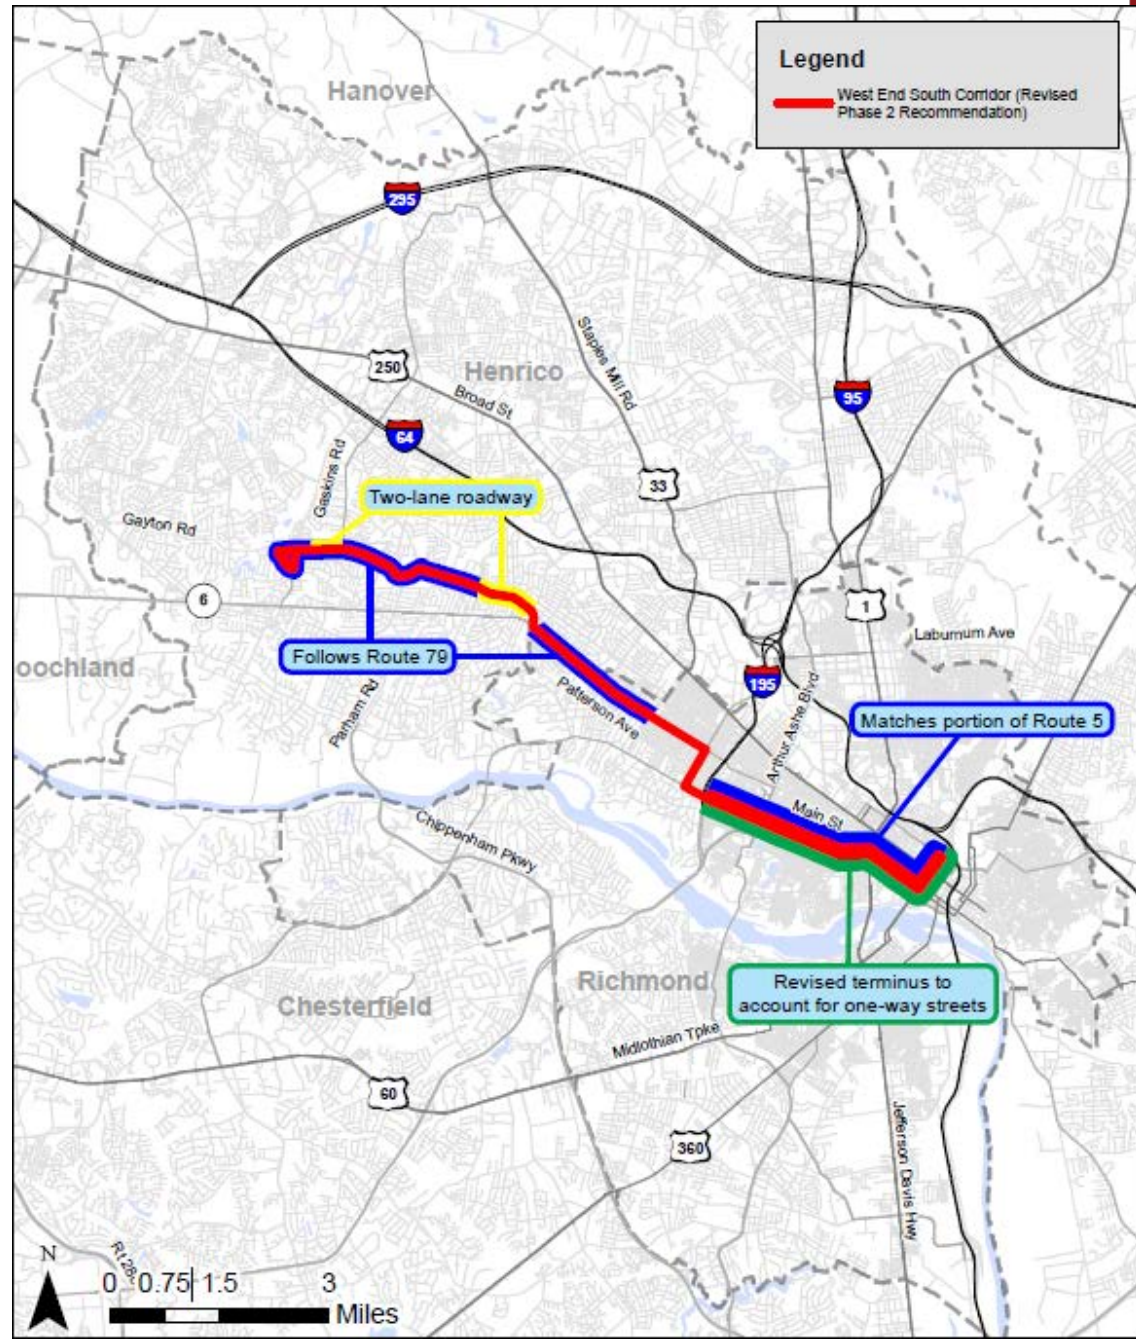 Legend
West End South Corridor (Revised
Phase 2 Recommendation)
Hanover
295
Staples Mill Rd
250
Henrico
Broad St
95
64
Gaskins Rd
33
Two-lane roadway
Gayton Rd
6
1
Laburnum Ave
Follows Route 79
oochland
195
Parham Rd
Patterson Ave
Arthur Ashe Blvd
Matches portion of Route 5
Main St
Chippenham Pkwy
Richmond
Revised terminus to
account for one-way streets
Chesterfield
Midlothian Tpke
60
360
Jefferson Davis Hwy
N
0 0.75 1.5 3
Miles